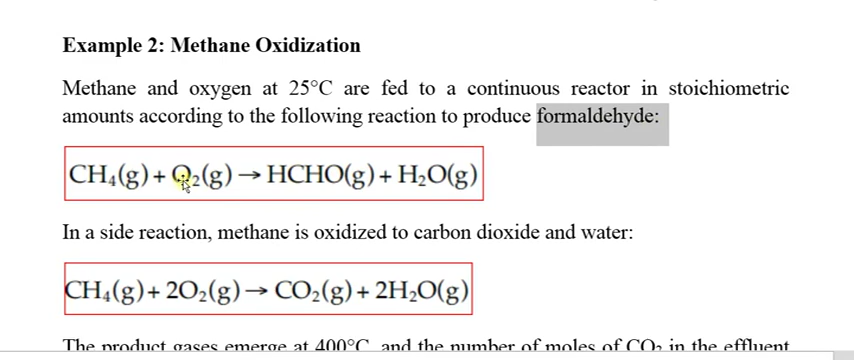 Example 2: Methane Oxidization
Methane and oxygen at 25°C are fed to a continuous reactor in stoichiometric
amounts according to the following reaction to produce formaldehyde:
CH₄(g) + O₂(g) → HCHO(g) + H₂O(g)
In a side reaction, methane is oxidized to carbon dioxide and water:
CH₄(g) + 2O₂(g) → CO₂(g) + 2H₂O(g)
The product gases emerge at 400°C, and the number of moles of CO₂ in the effluent